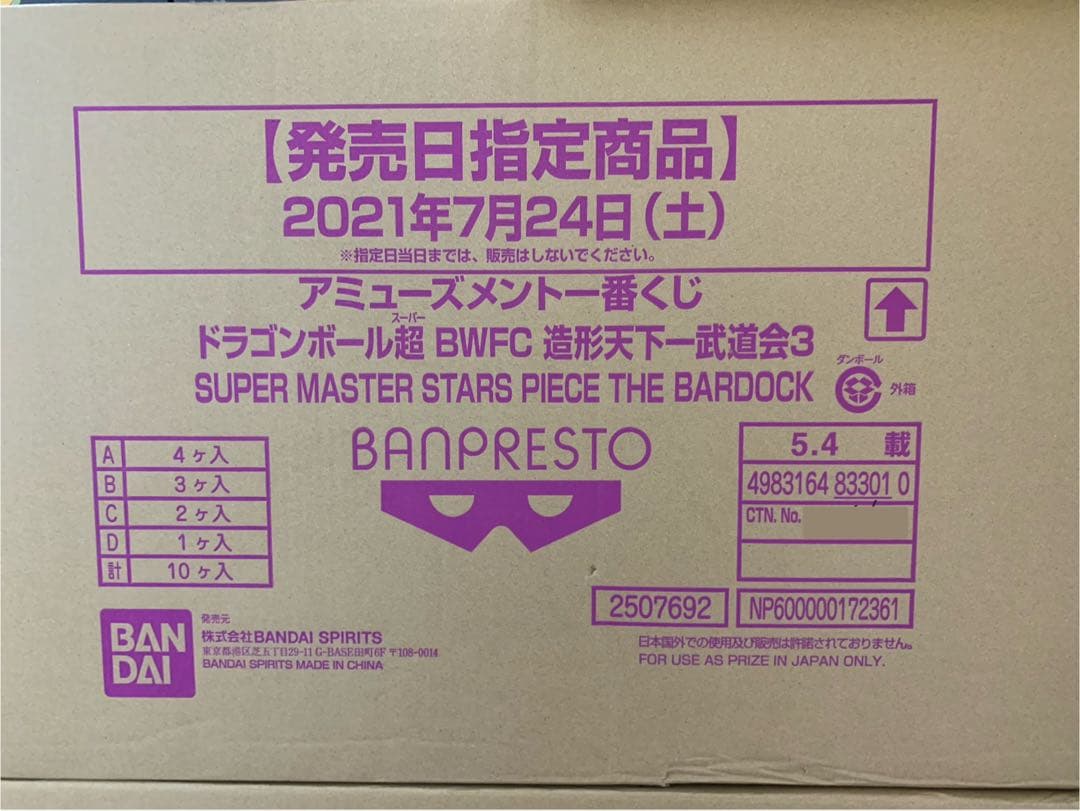 【発売日指定商品】
2021年7月24日(土)
※指定日当日までは、販売はしないでください。
アミューズメント一番くじ
スーパー
ドラゴンボール超 BWFC 造形天下一武道会3
SUPER MASTER STARS PIECE THE BARDOCK
ダンボール
外箱
BANPRESTO
A 4ヶ入
B 3ヶ入
C 2ヶ入
D 1ヶ入
計 10ヶ入
5.4 載
4983164 83301 0
CTN. No.
2507692
NP600000172361
日本国外での使用及び販売は許諾されておりません。
FOR USE AS PRIZE IN JAPAN ONLY.
BAN
DAI
発売元
株式会社BANDAI SPIRITS
東京都港区芝五丁目29-11 G-BASE田町6F 〒108-0014
BANDAI SPIRITS MADE IN CHINA